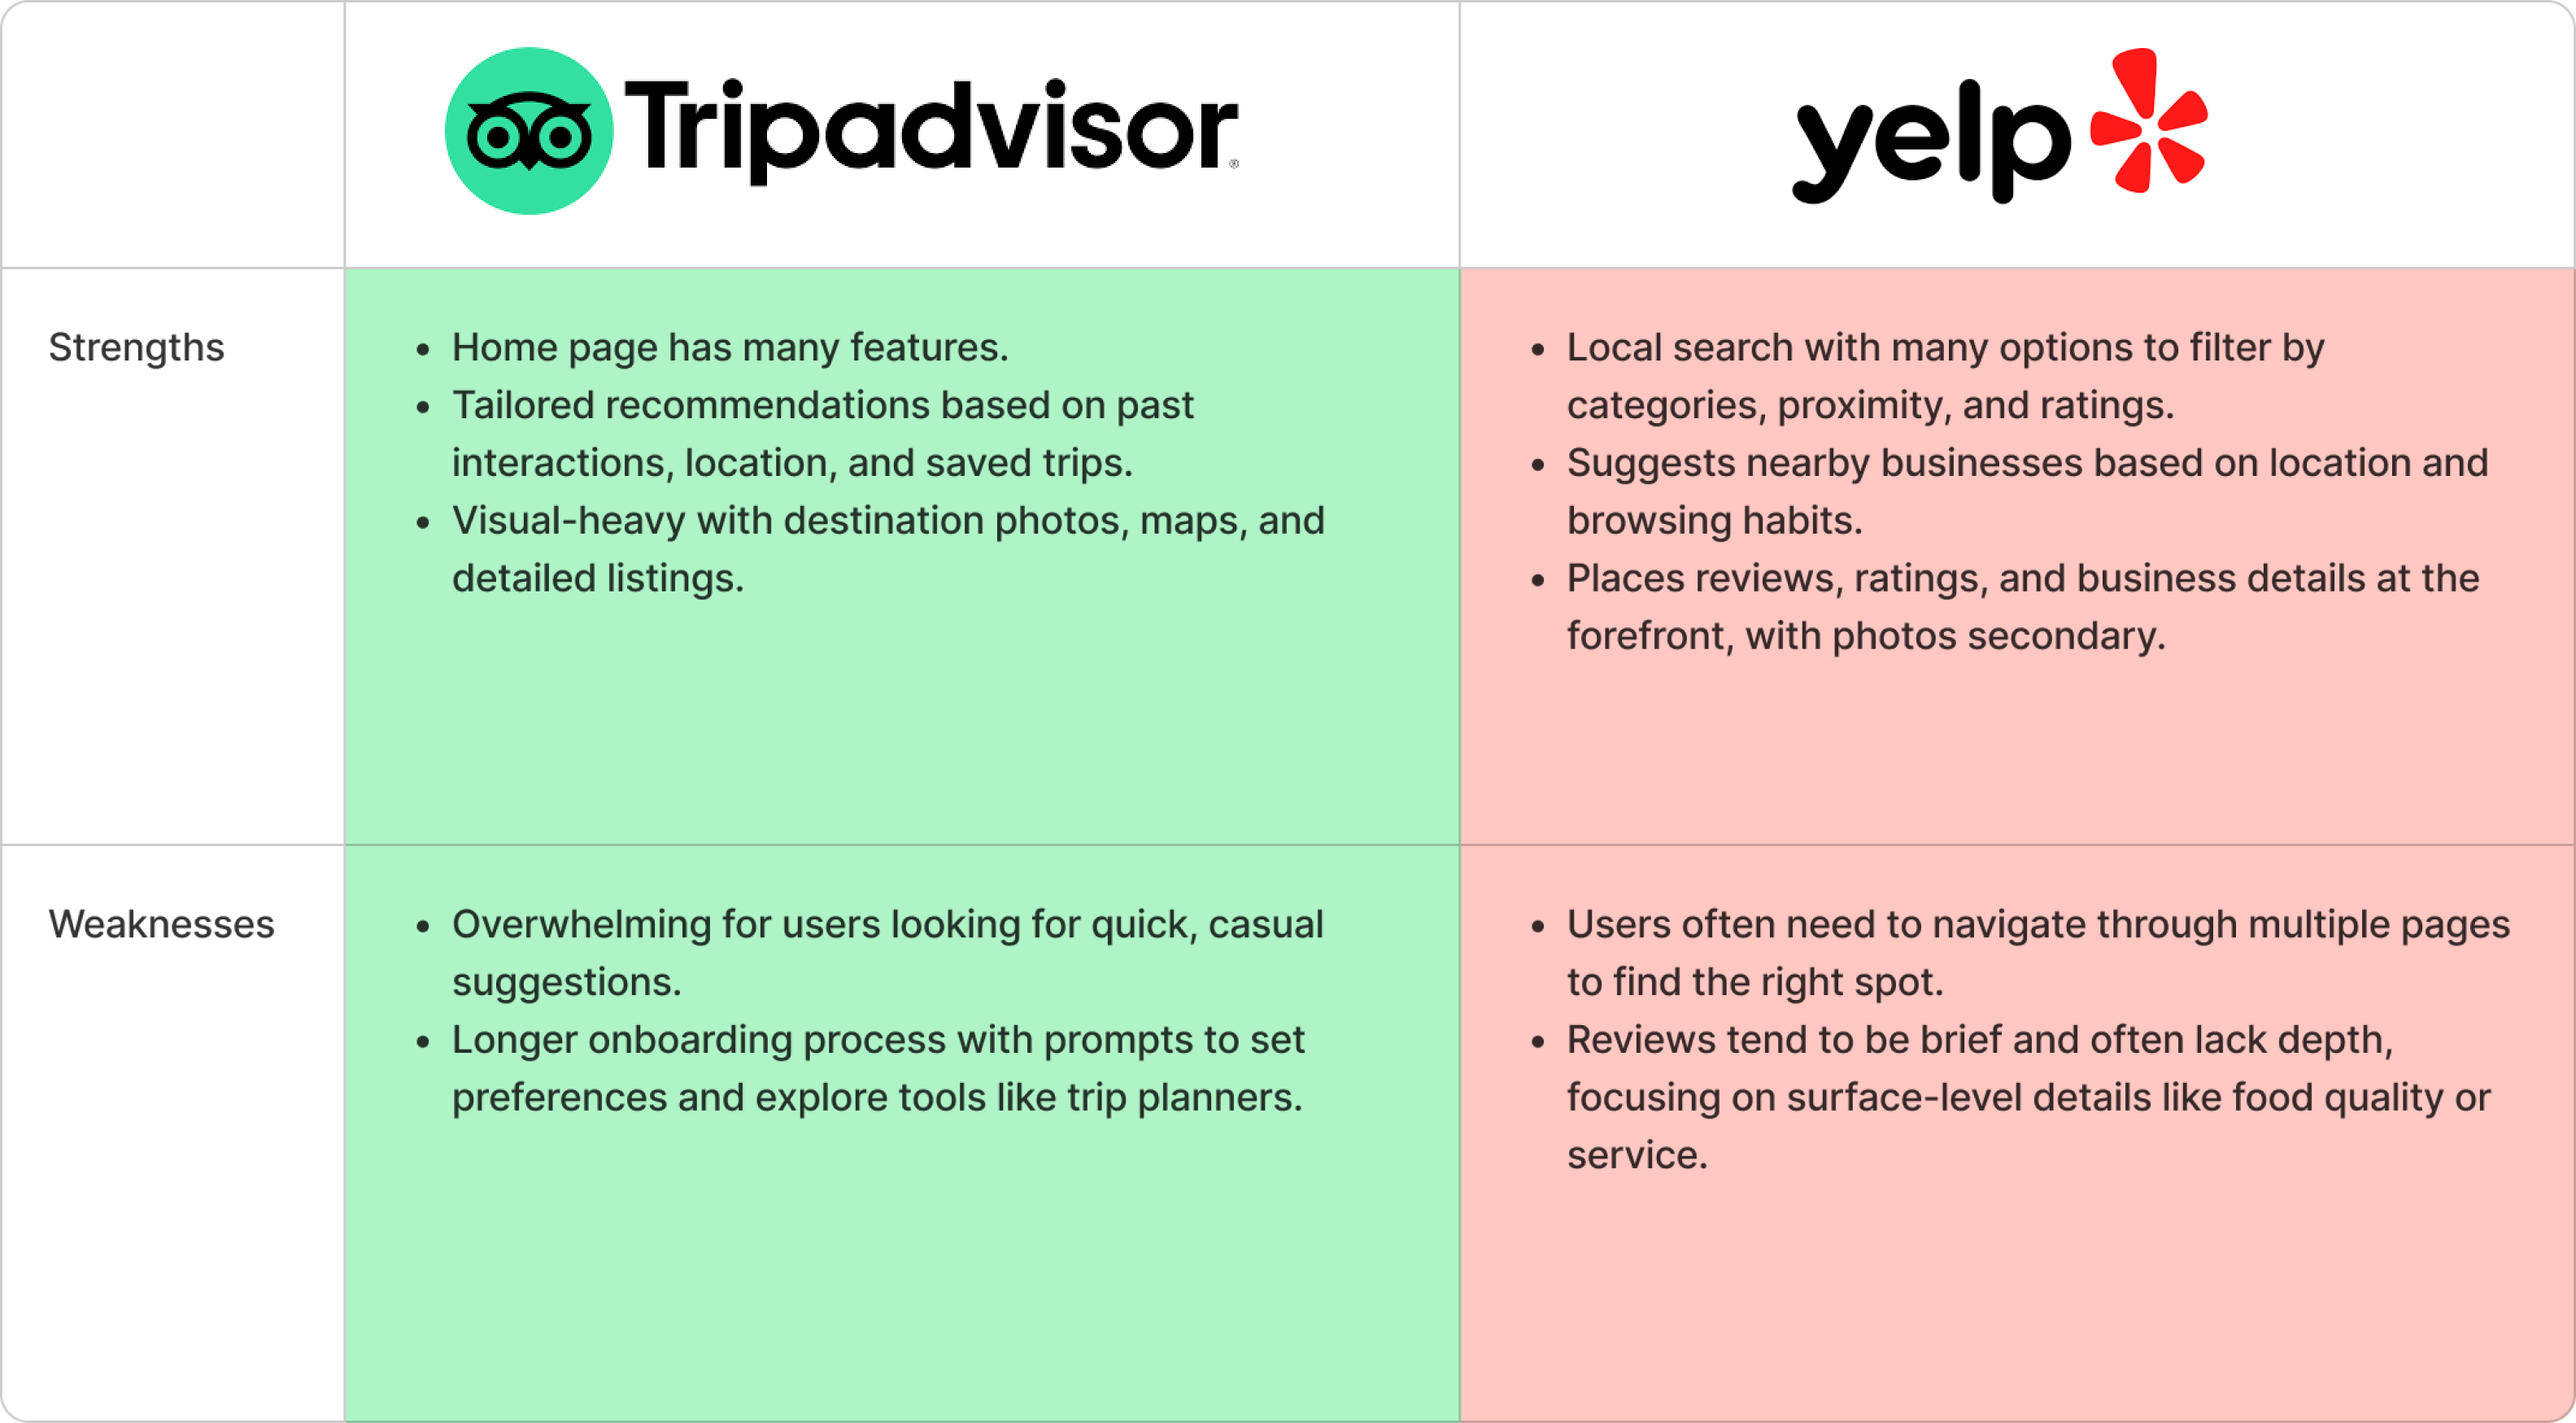 Tripadvisor®
yelp
Strengths
• Home page has many features.
• Tailored recommendations based on past
interactions, location, and saved trips.
• Visual-heavy with destination photos, maps, and
detailed listings.
• Local search with many options to filter by
categories, proximity, and ratings.
• Suggests nearby businesses based on location and
browsing habits.
• Places reviews, ratings, and business details at the
forefront, with photos secondary.
Weaknesses
• Overwhelming for users looking for quick, casual
suggestions.
• Longer onboarding process with prompts to set
preferences and explore tools like trip planners.
• Users often need to navigate through multiple pages
to find the right spot.
• Reviews tend to be brief and often lack depth,
focusing on surface-level details like food quality or
service.